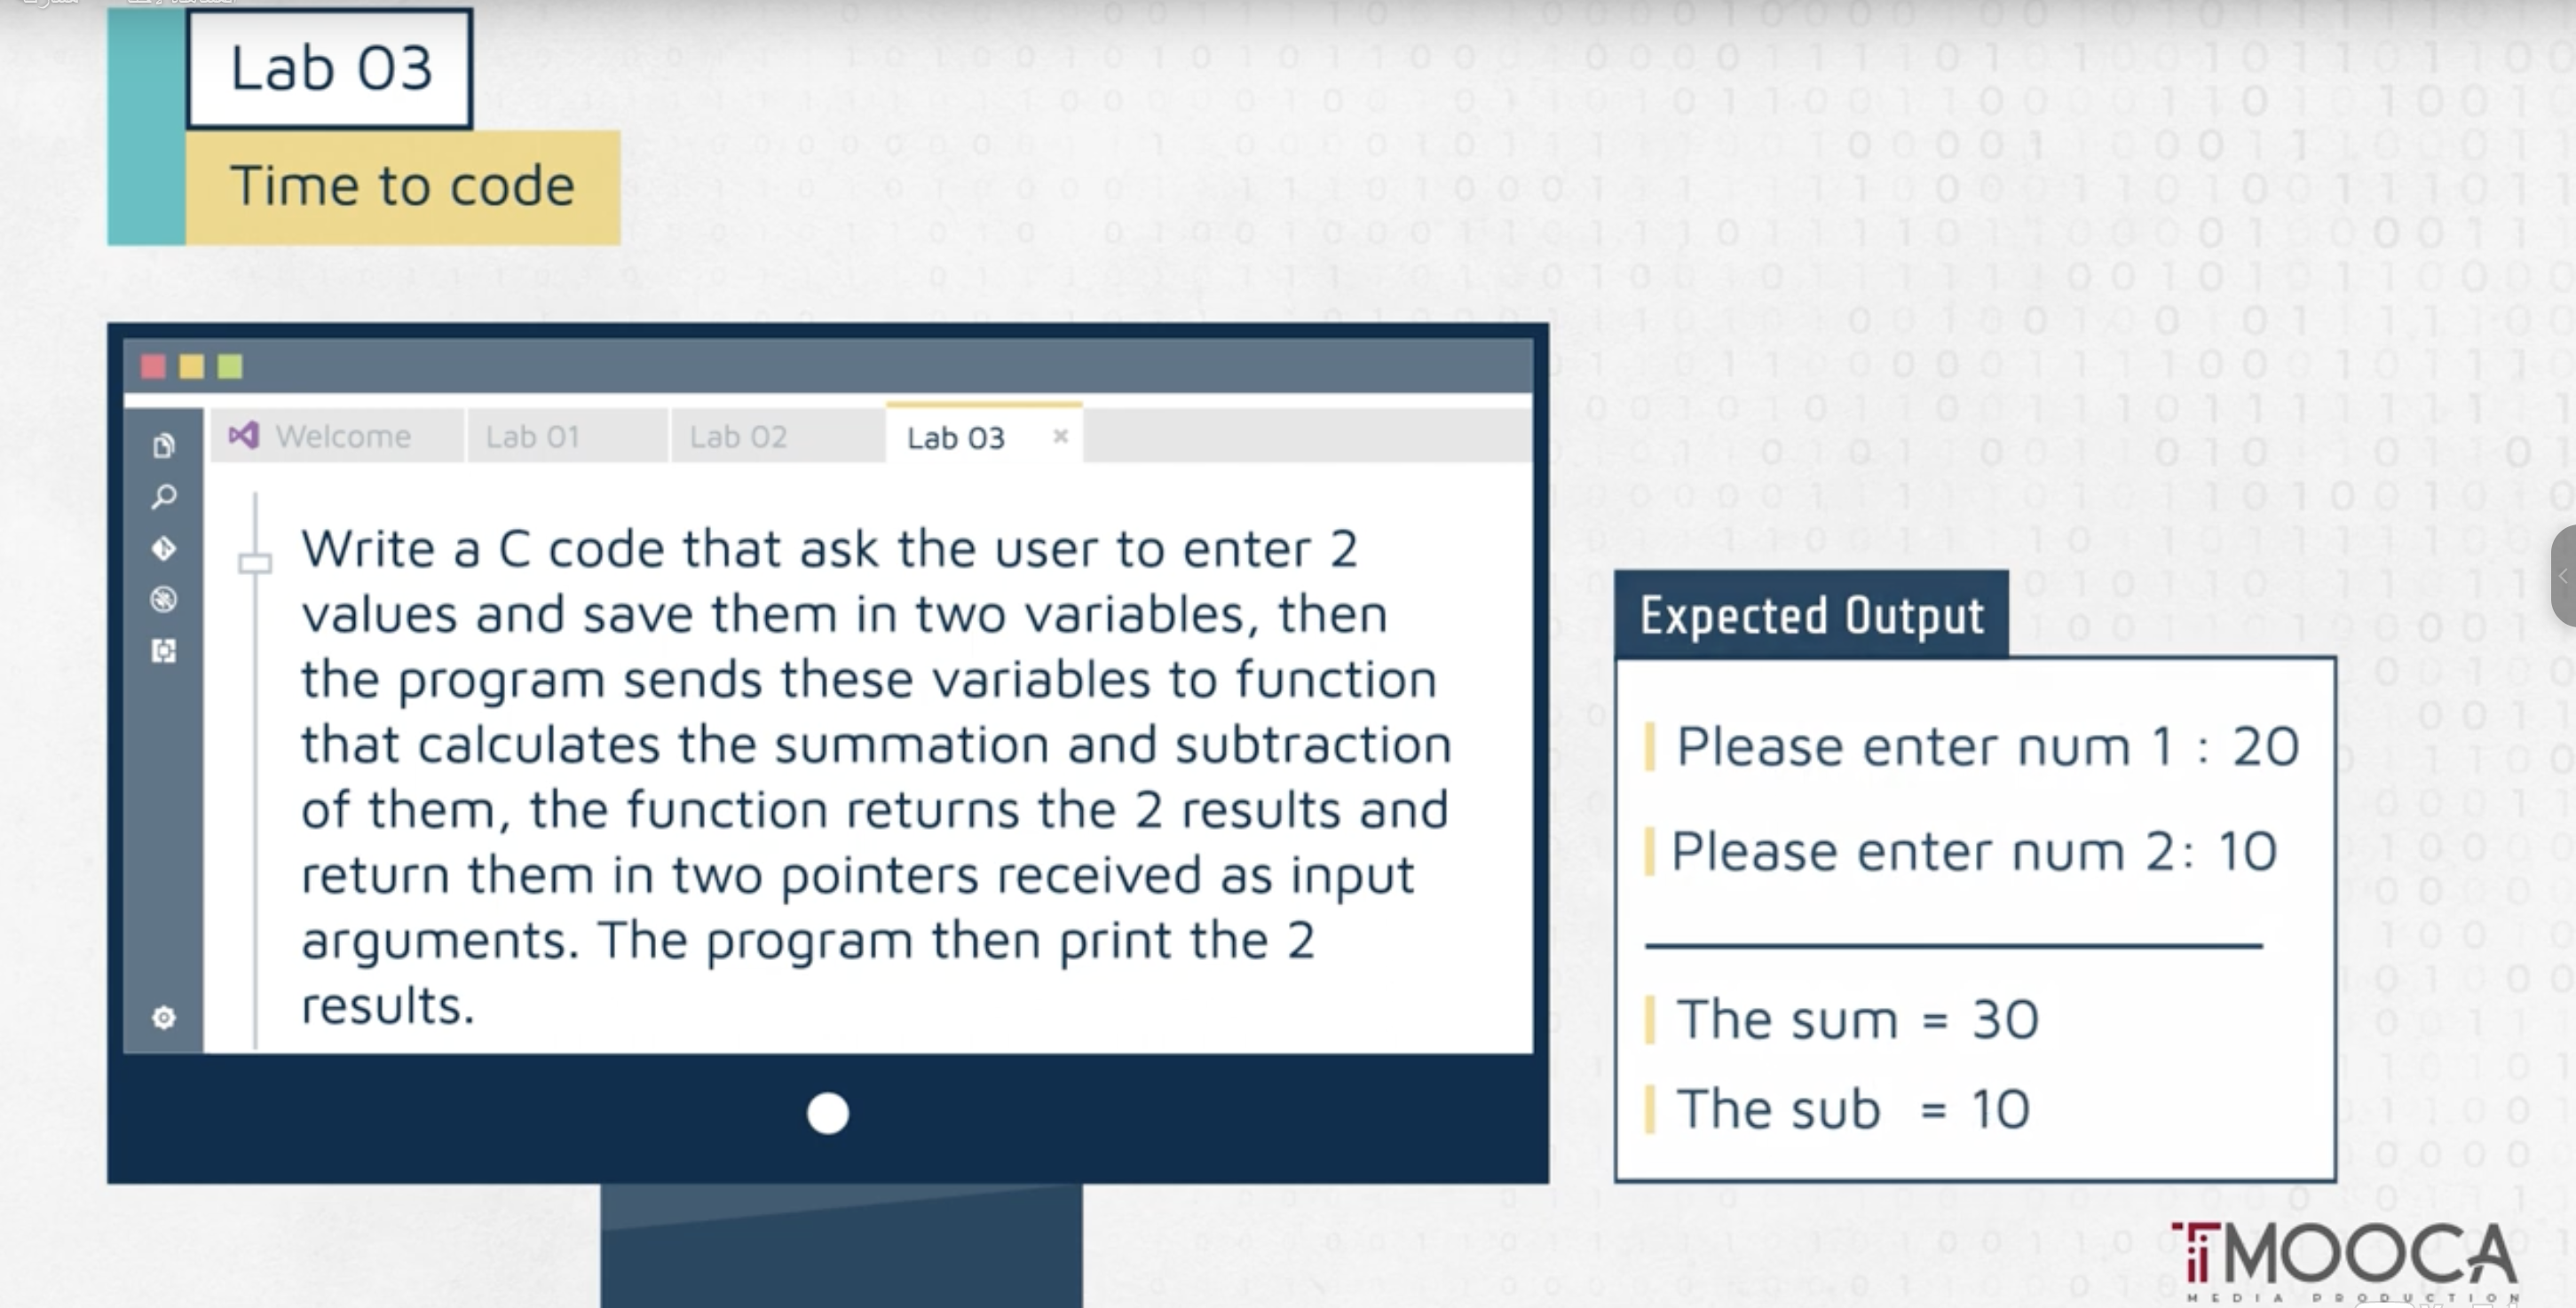 Lab 03
Time to code
Welcome
Lab 01
Lab 02
Lab 03
Write a C code that ask the user to enter 2
values and save them in two variables, then
the program sends these variables to function
that calculates the summation and subtraction
of them, the function returns the 2 results and
return them in two pointers received as input
arguments. The program then print the 2
results.
Expected Output
Please enter num 1 : 20
Please enter num 2: 10
The sum = 30
The sub = 10
MOOCA
MEDIA PRODUCTION